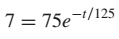 7 = 75e^{-t/125}